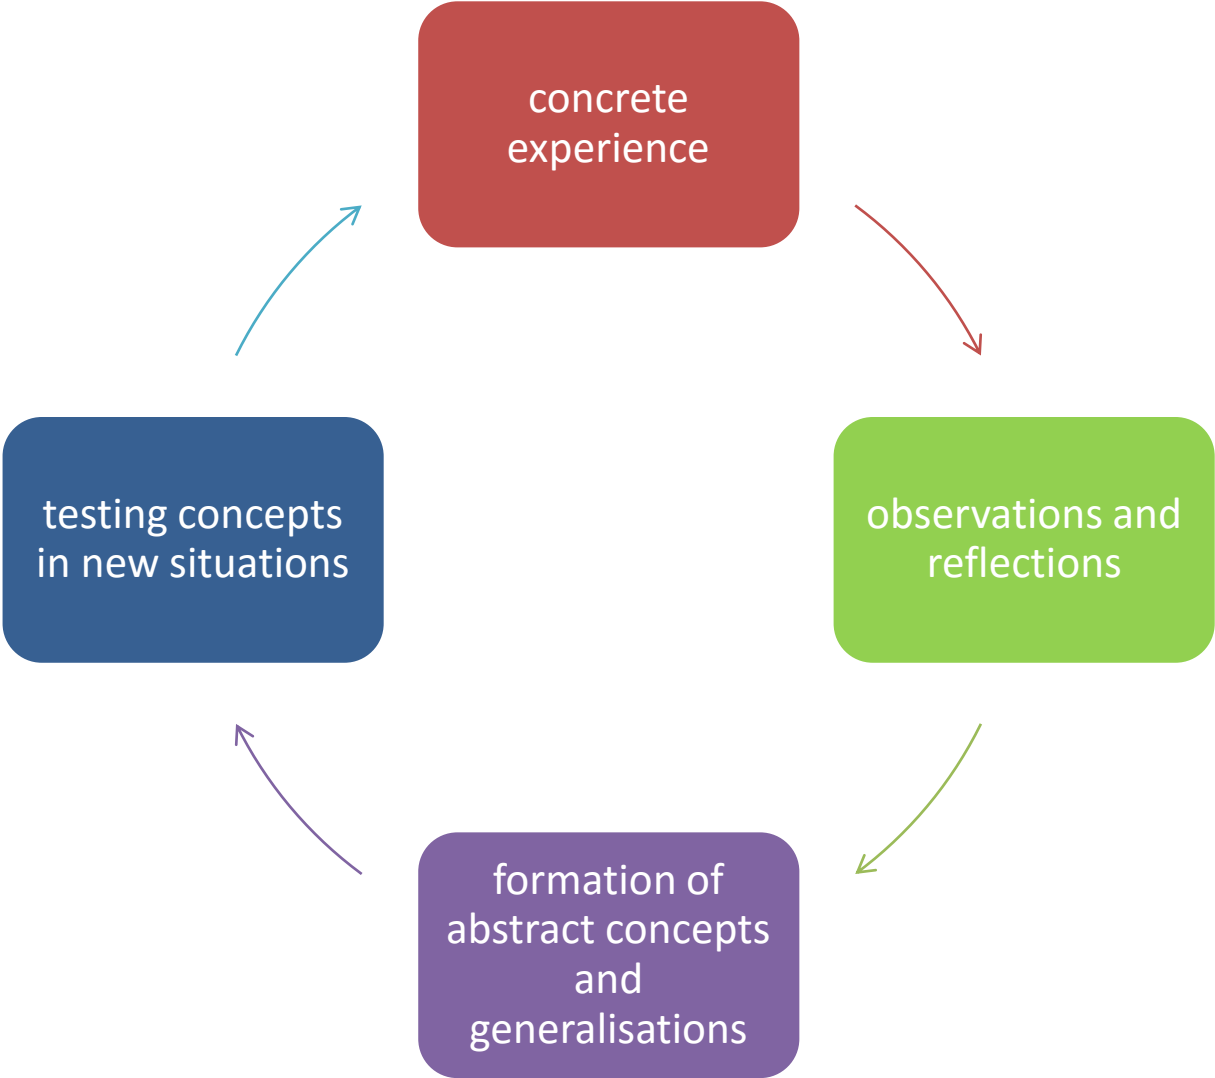 concrete
experience
observations and
reflections
formation of
abstract concepts
and
generalisations
testing concepts
in new situations